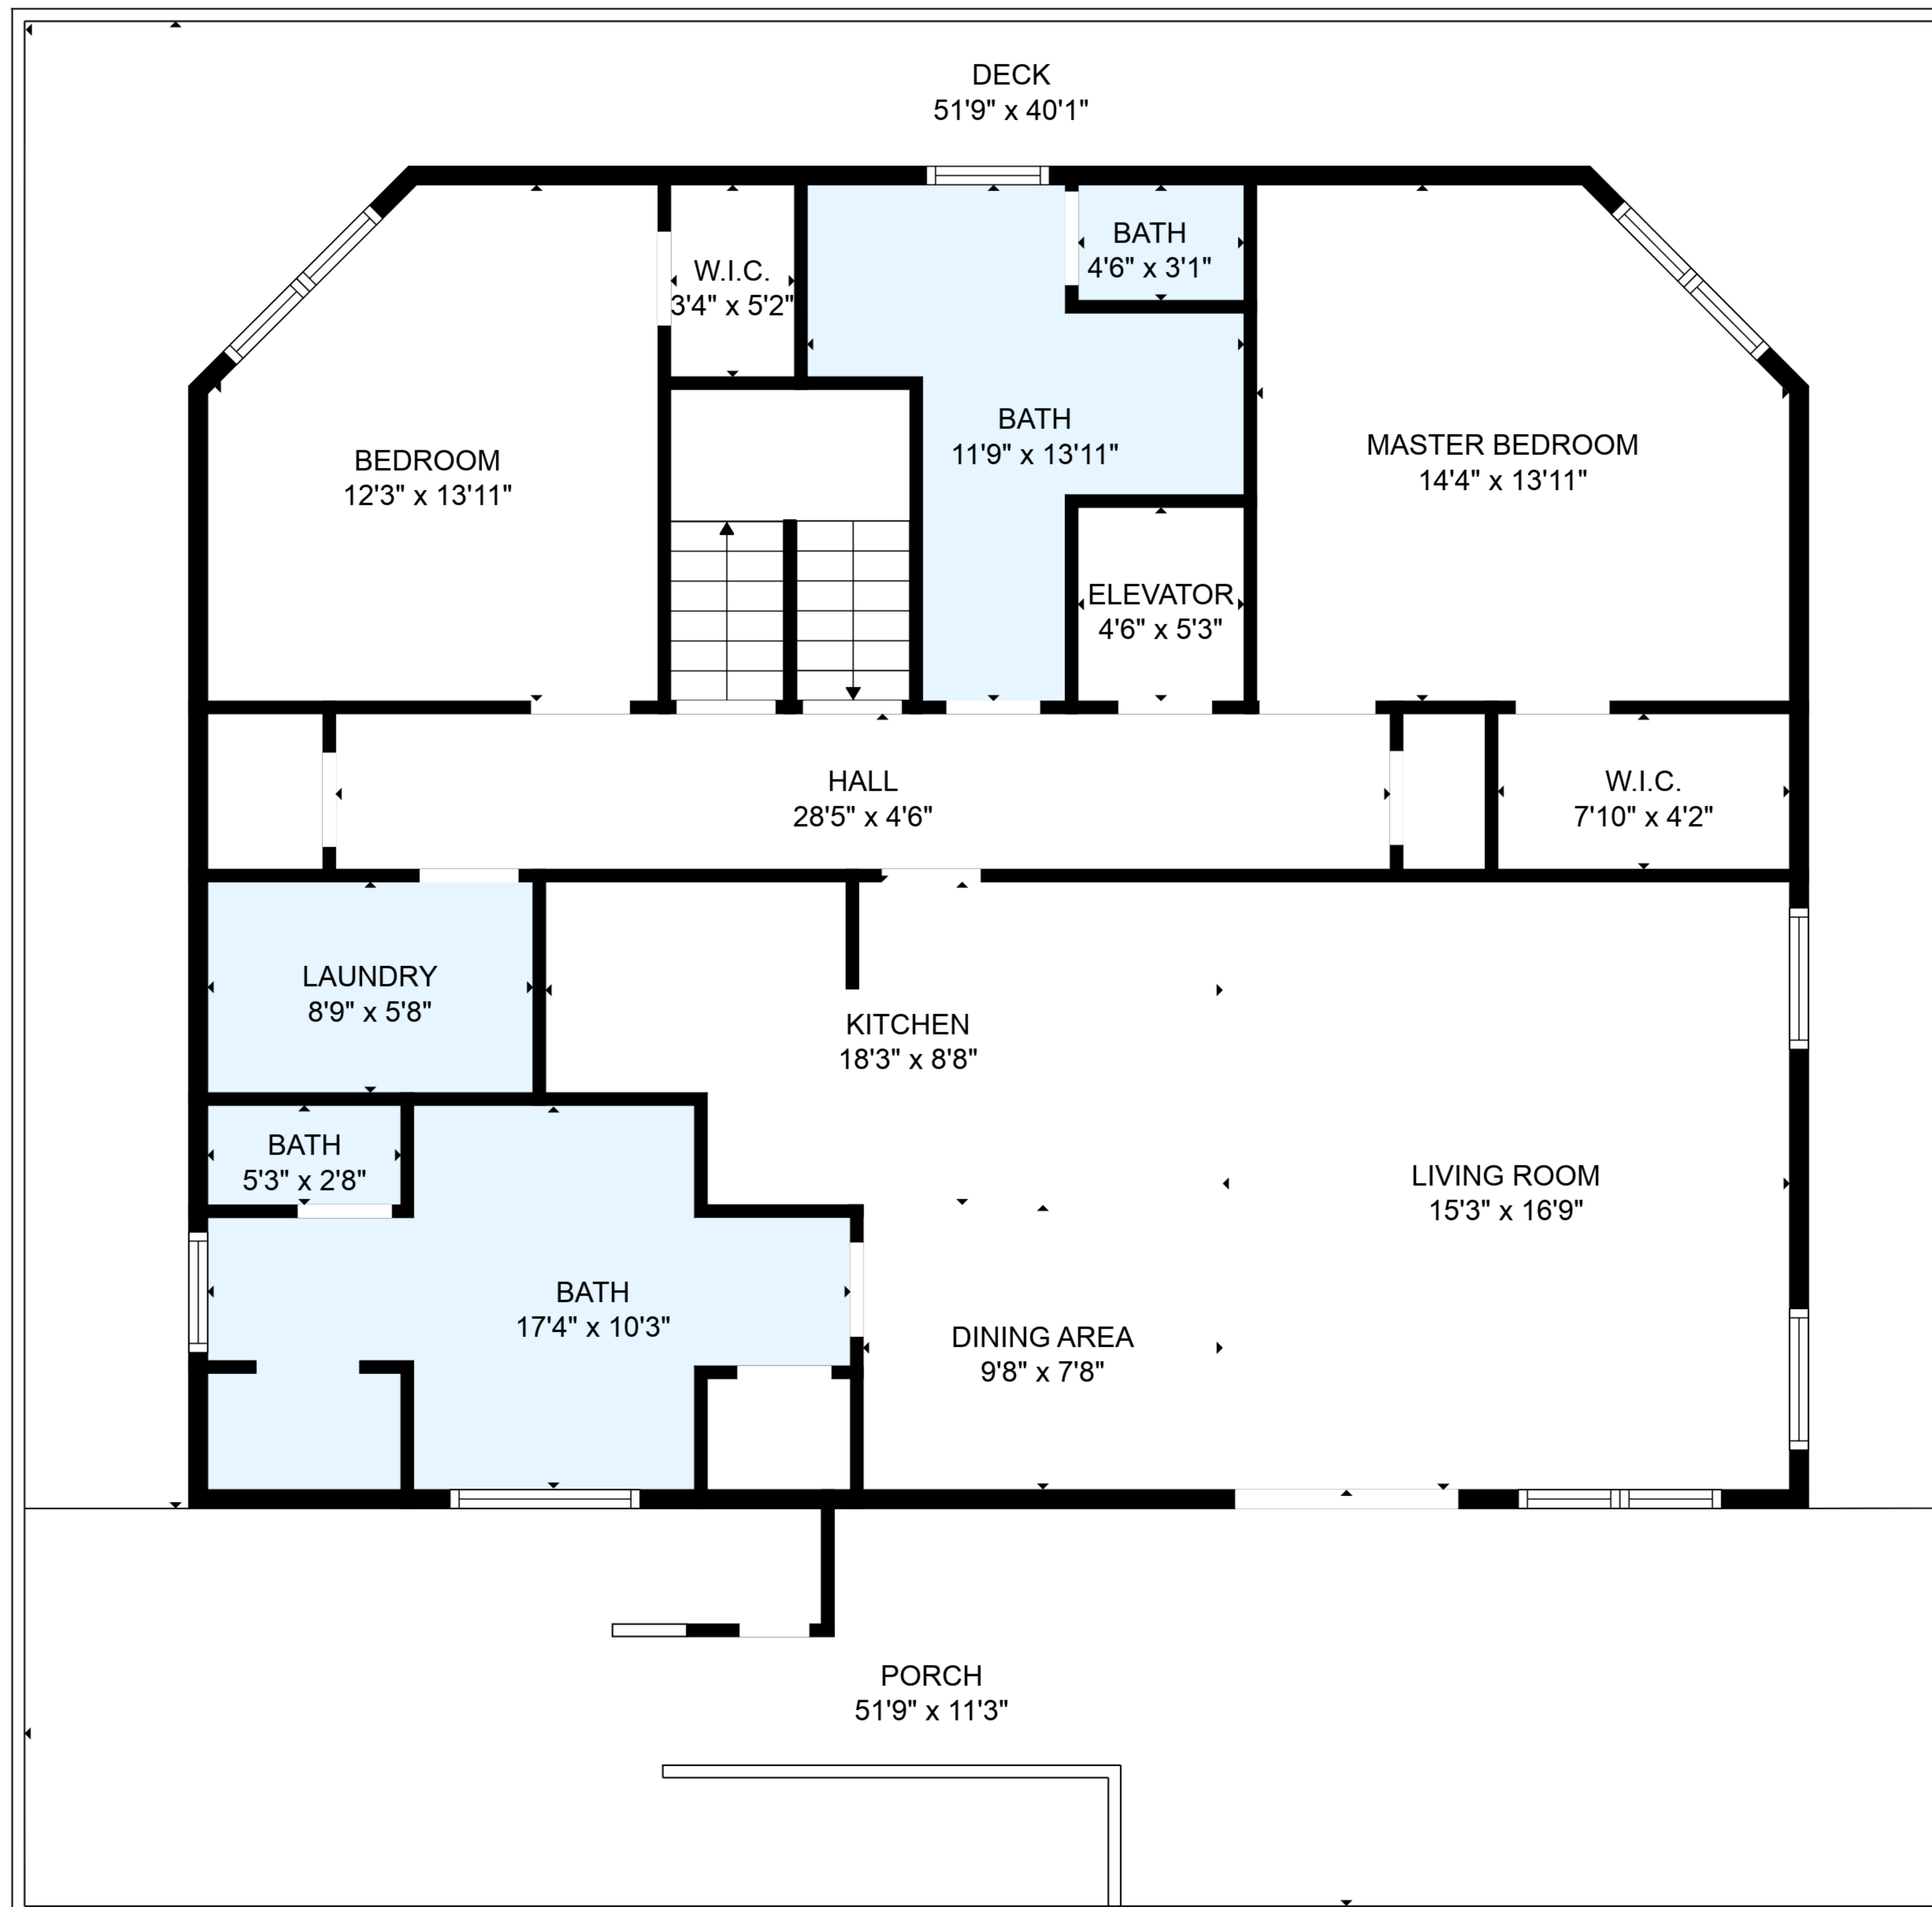 DECK
51'9" x 40'1"
BATH
4'6" x 3'1"
W.I.C.
3'4" x 5'2"
BATH
11'9" x 13'11"
MASTER BEDROOM
14'4" x 13'11"
BEDROOM
12'3" x 13'11"
ELEVATOR
4'6" x 5'3"
HALL
28'5" x 4'6"
W.I.C.
7'10" x 4'2"
LAUNDRY
8'9" x 5'8"
KITCHEN
18'3" x 8'8"
BATH
5'3" x 2'8"
LIVING ROOM
15'3" x 16'9"
BATH
17'4" x 10'3"
DINING AREA
9'8" x 7'8"
PORCH
51'9" x 11'3"